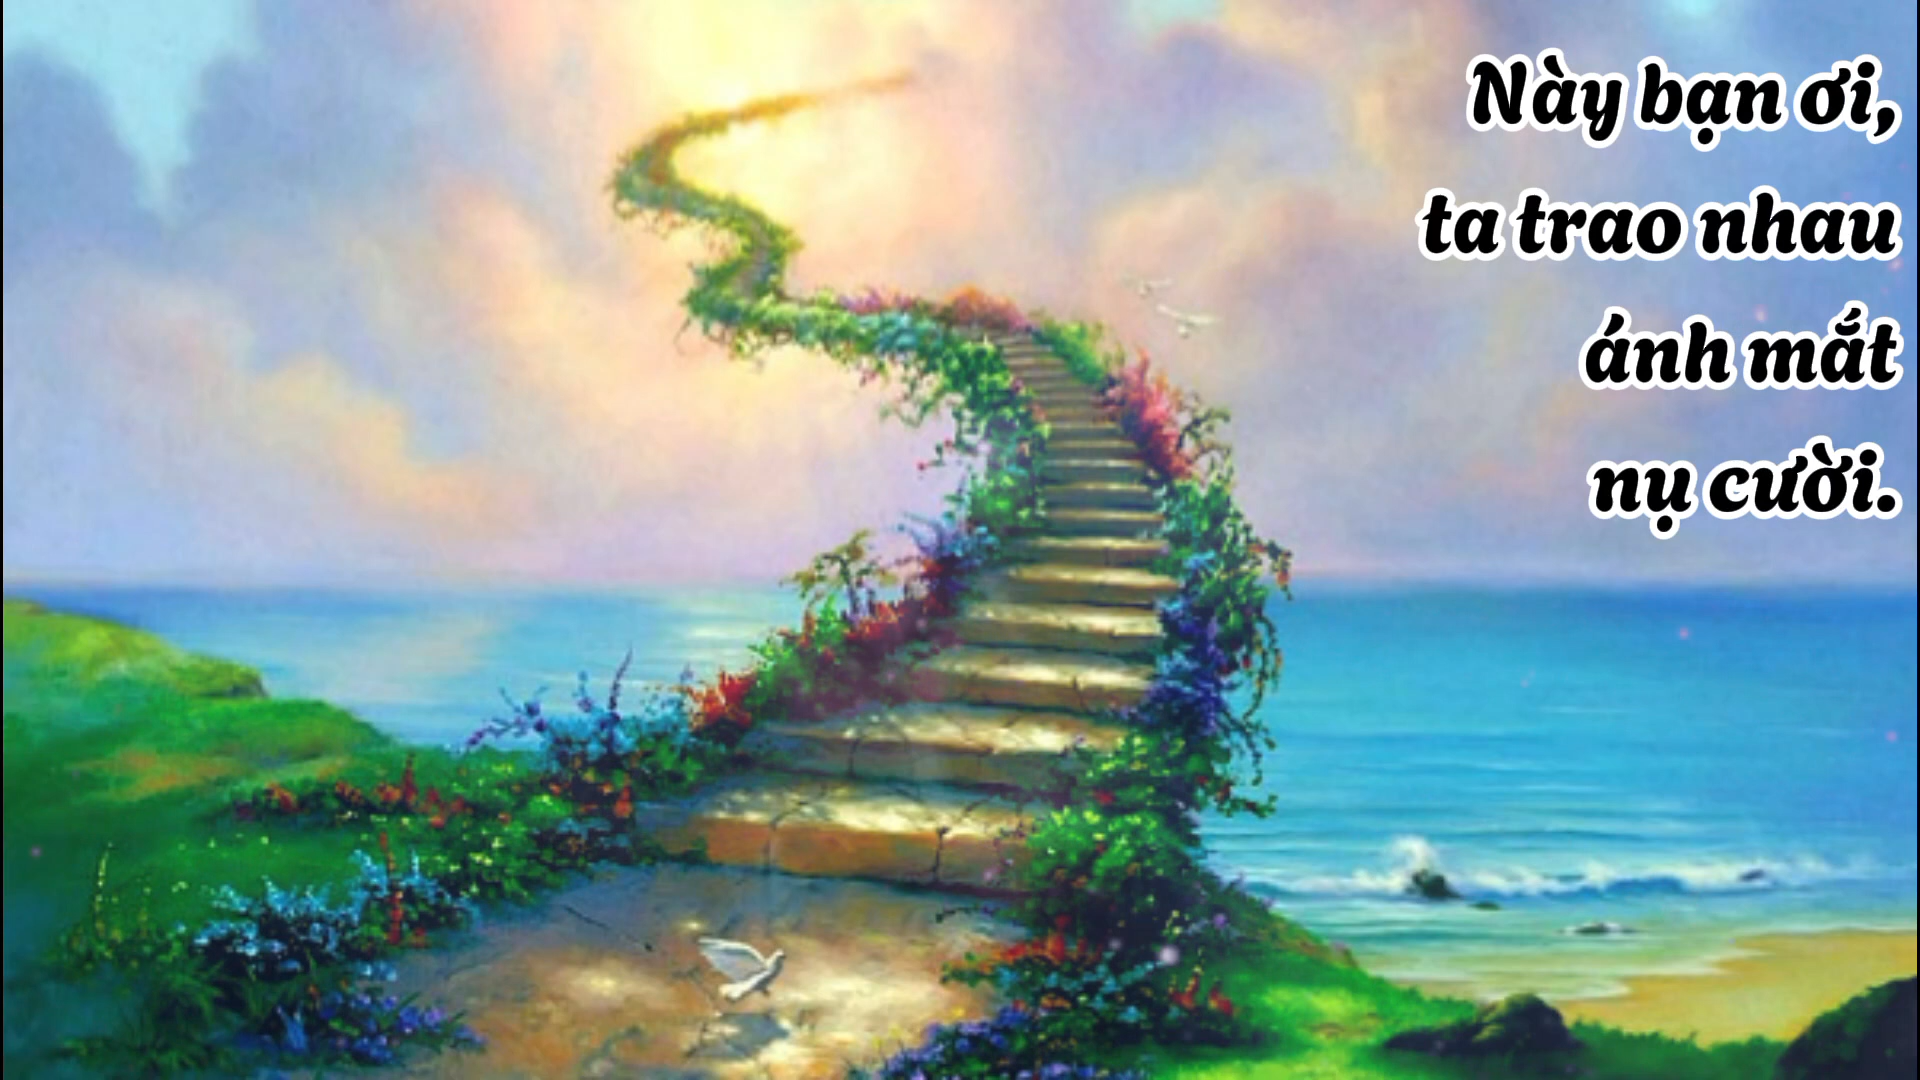 Này bạn ơi,
ta trao nhau
ánh mắt
nụ cười.